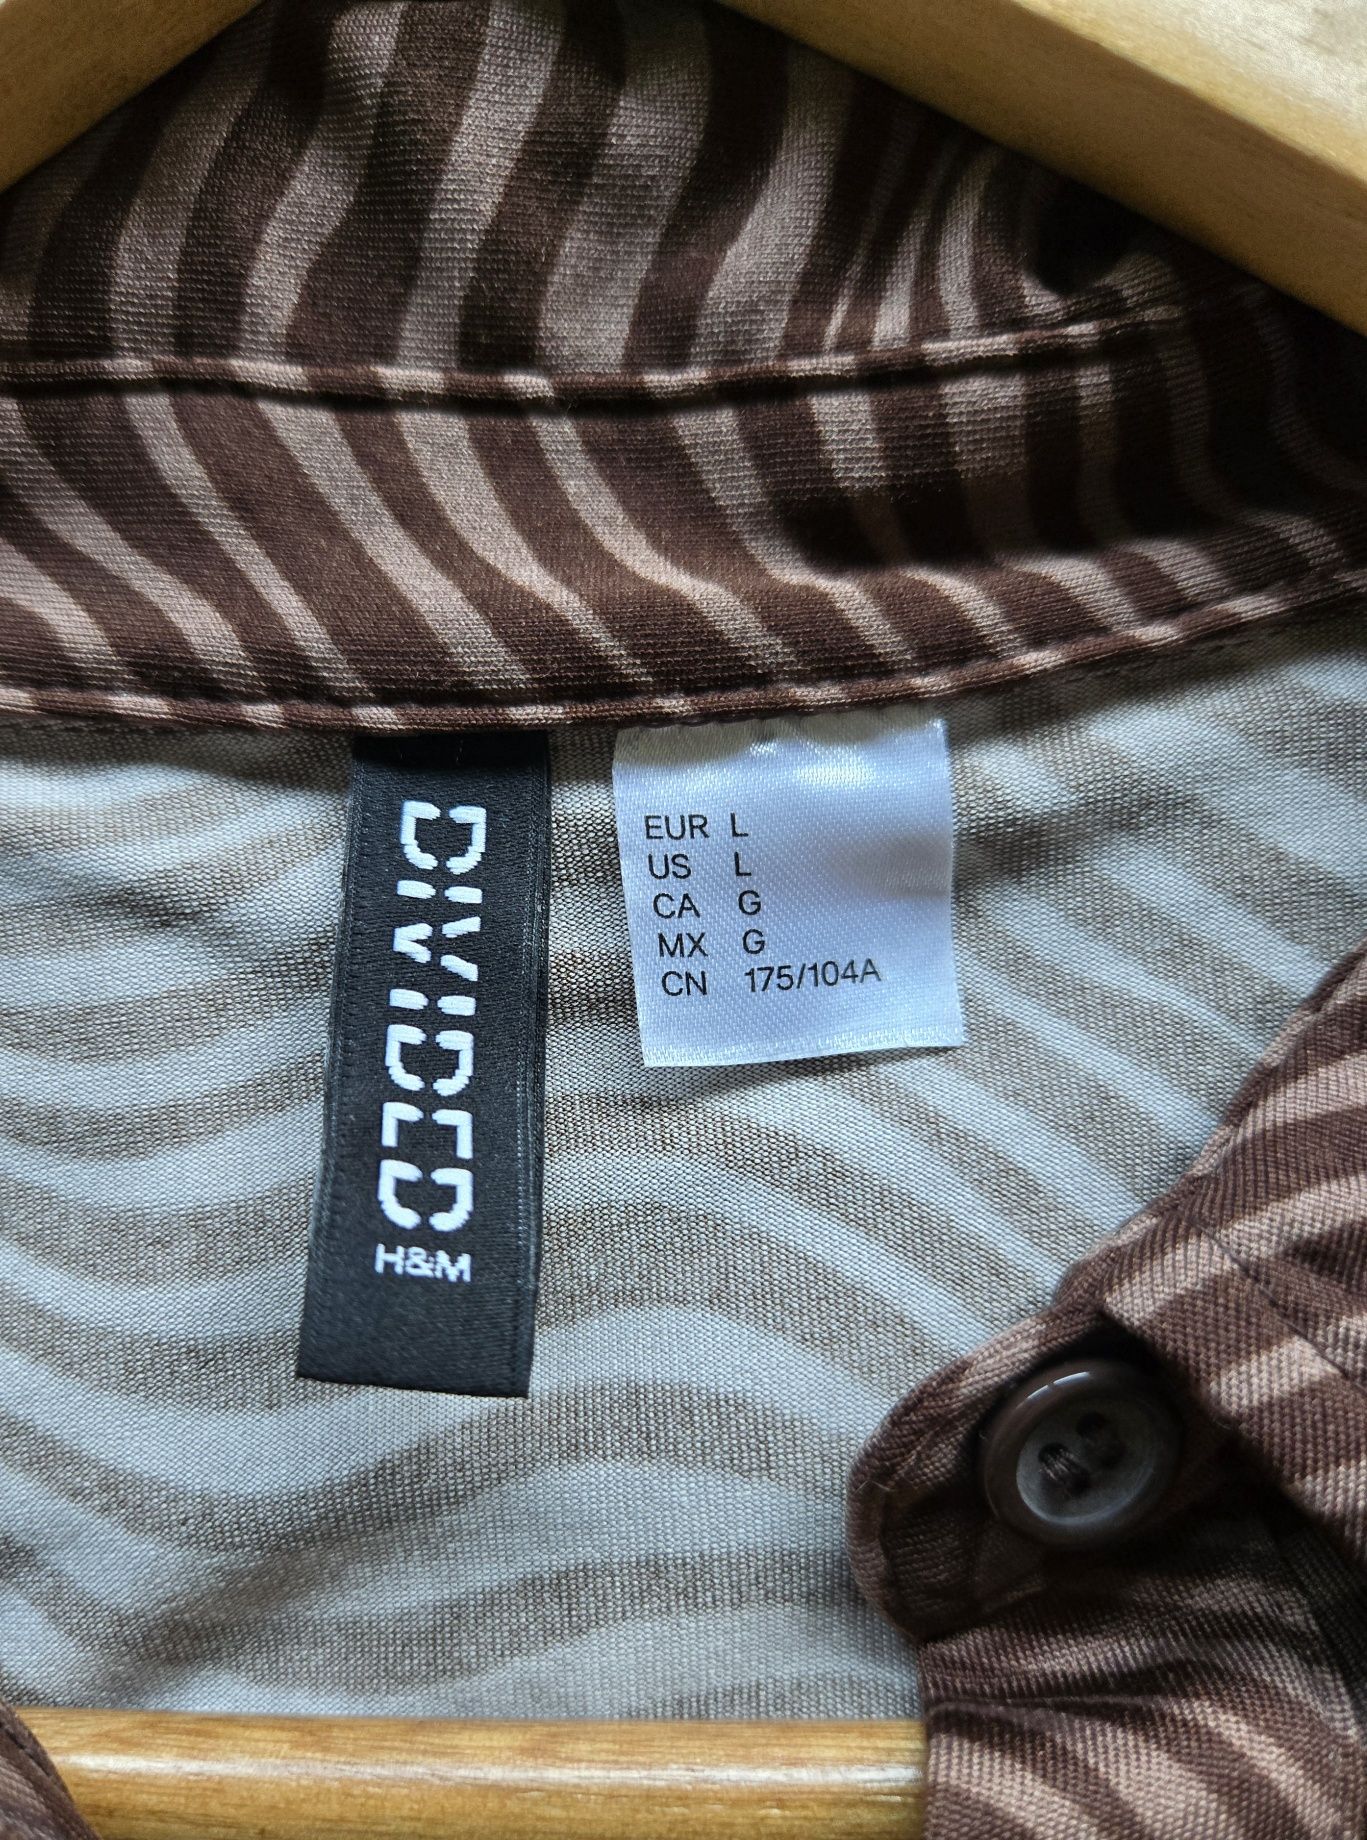 DIVIDED
H&M
EUR L
US L
CA G
MX G
CN 175/104A